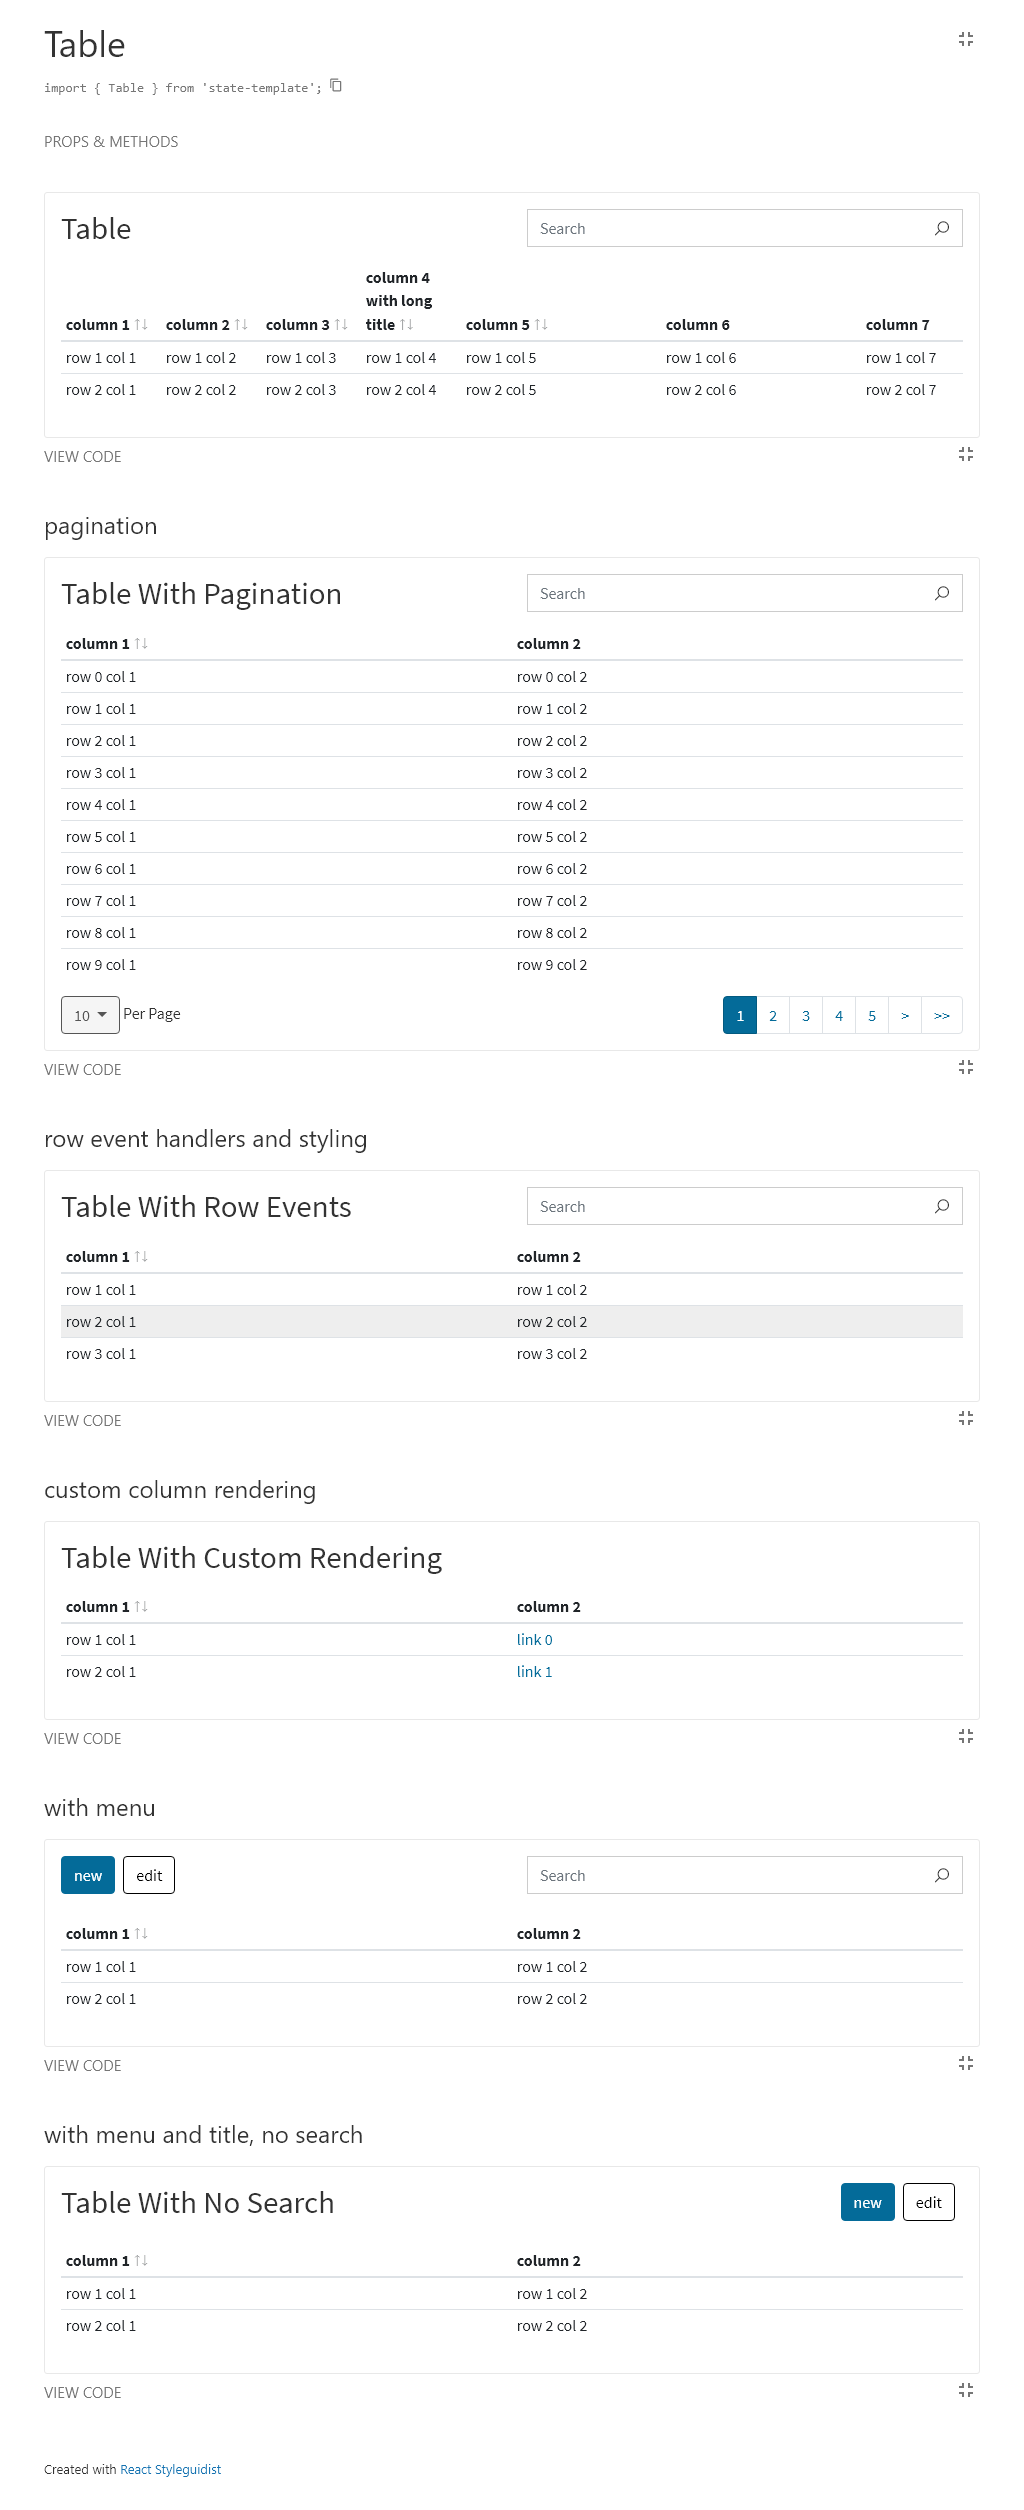 Table
import { Table } from 'state-template';
PROPS & METHODS
Table
Search
column 1 column 2 column 3 column 4 with long title column 5 column 6 column 7
row 1 col 1 row 1 col 2 row 1 col 3 row 1 col 4 row 1 col 5 row 1 col 6 row 1 col 7
row 2 col 1 row 2 col 2 row 2 col 3 row 2 col 4 row 2 col 5 row 2 col 6 row 2 col 7
VIEW CODE
pagination
Table With Pagination
Search
column 1 column 2
row 0 col 1 row 0 col 2
row 1 col 1 row 1 col 2
row 2 col 1 row 2 col 2
row 3 col 1 row 3 col 2
row 4 col 1 row 4 col 2
row 5 col 1 row 5 col 2
row 6 col 1 row 6 col 2
row 7 col 1 row 7 col 2
row 8 col 1 row 8 col 2
row 9 col 1 row 9 col 2
10 Per Page 1 2 3 4 5 > >>
VIEW CODE
row event handlers and styling
Table With Row Events
Search
column 1 column 2
row 1 col 1 row 1 col 2
row 2 col 1 row 2 col 2
row 3 col 1 row 3 col 2
VIEW CODE
custom column rendering
Table With Custom Rendering
column 1 column 2
row 1 col 1 link 0
row 2 col 1 link 1
VIEW CODE
with menu
new edit Search
column 1 column 2
row 1 col 1 row 1 col 2
row 2 col 1 row 2 col 2
VIEW CODE
with menu and title, no search
Table With No Search new edit
column 1 column 2
row 1 col 1 row 1 col 2
row 2 col 1 row 2 col 2
VIEW CODE
Created with React Styleguidist